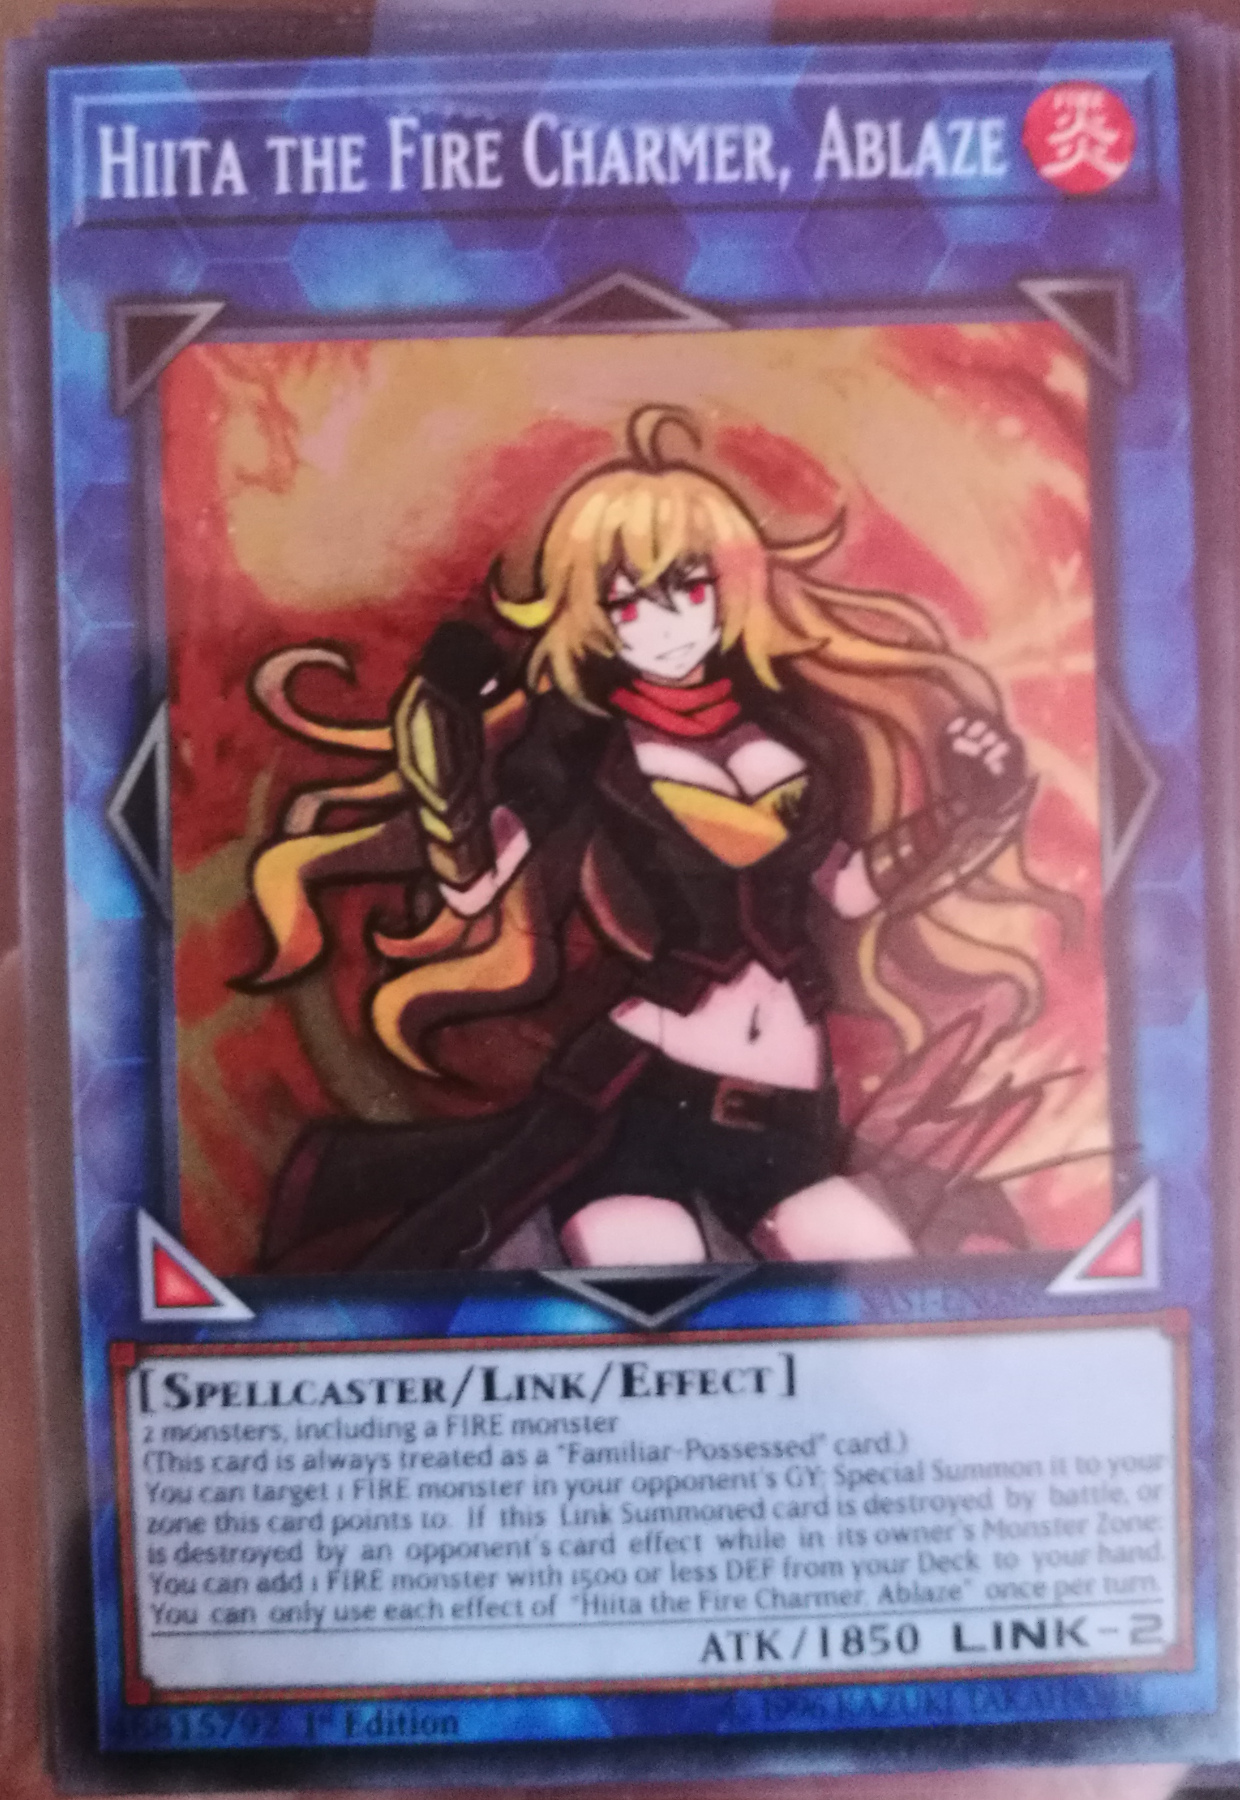 HIITA THE FIRE CHARMER, ABLAZE
FIRE
炎
[SPELLCASTER/LINK/EFFECT]
2 monsters, including a FIRE monster
(This card is always treated as a "Familiar-Possessed" card.)
You can target 1 FIRE monster in your opponent's GY; Special Summon it to your
zone this card points to. If this Link Summoned card is destroyed by battle, or
is destroyed by an opponent's card effect while in its owner's Monster Zone:
You can add 1 FIRE monster with 1500 or less DEF from your Deck to your hand.
You can only use each effect of "Hiita the Fire Charmer, Ablaze" once per turn.
ATK/1850 LINK-2
1st Edition
© 1996 KAZUKI TAKAHASHI